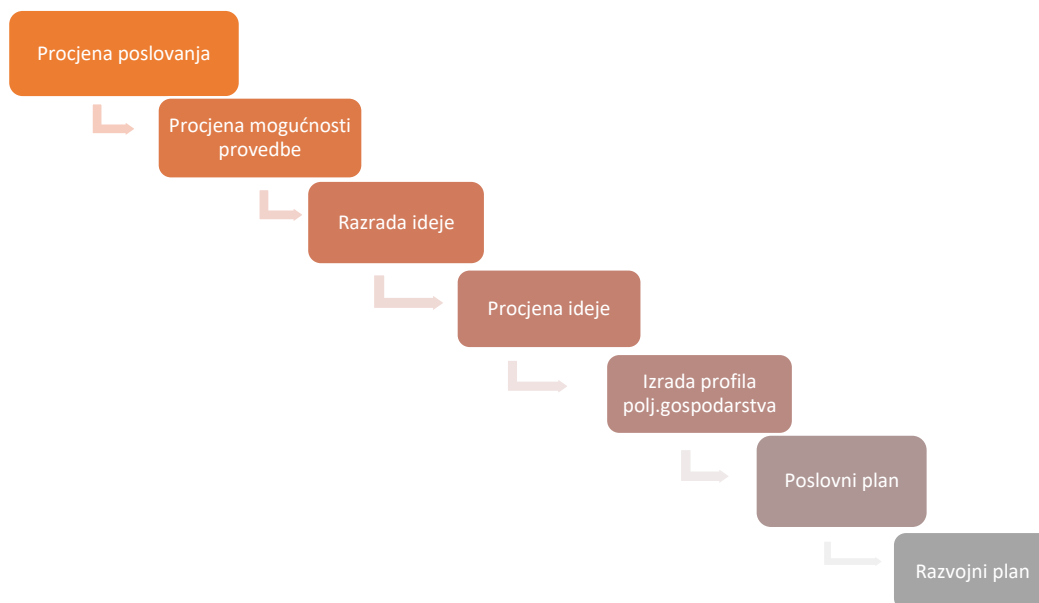 Procjena poslovanja
Procjena mogućnosti
provedbe
Razrada ideje
Procjena ideje
Izrada profila
polj.gospodarstva
Poslovni plan
Razvojni plan